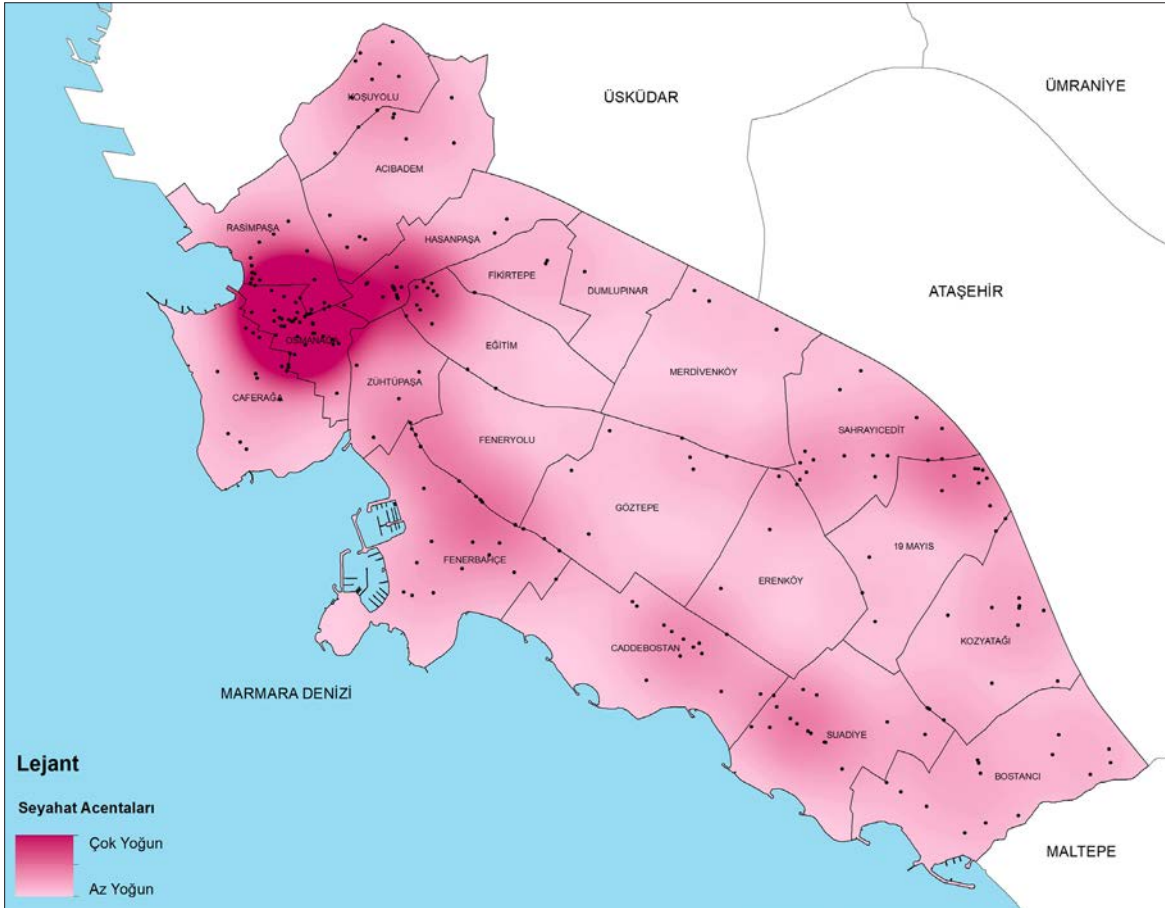 ÜMRANİYE
ÜSKÜDAR
KOŞUYOLU
ACIBADEM
RASİMPAŞA
HASANPAŞA
FİKİRTEPE
DUMLUPINAR
ATAŞEHİR
OSMANAĞA
EĞİTİM
MERDİVENKÖY
ZÜHTÜPAŞA
CAFERAĞA
SAHRAYICEDİT
FENERYOLU
GÖZTEPE
19 MAYIS
FENERBAHÇE
ERENKÖY
KOZYATAĞI
CADDEBOSTAN
MARMARA DENİZİ
SUADİYE
BOSTANCI
MALTEPE
Lejant
Seyahat Acentaları
Çok Yoğun
Az Yoğun